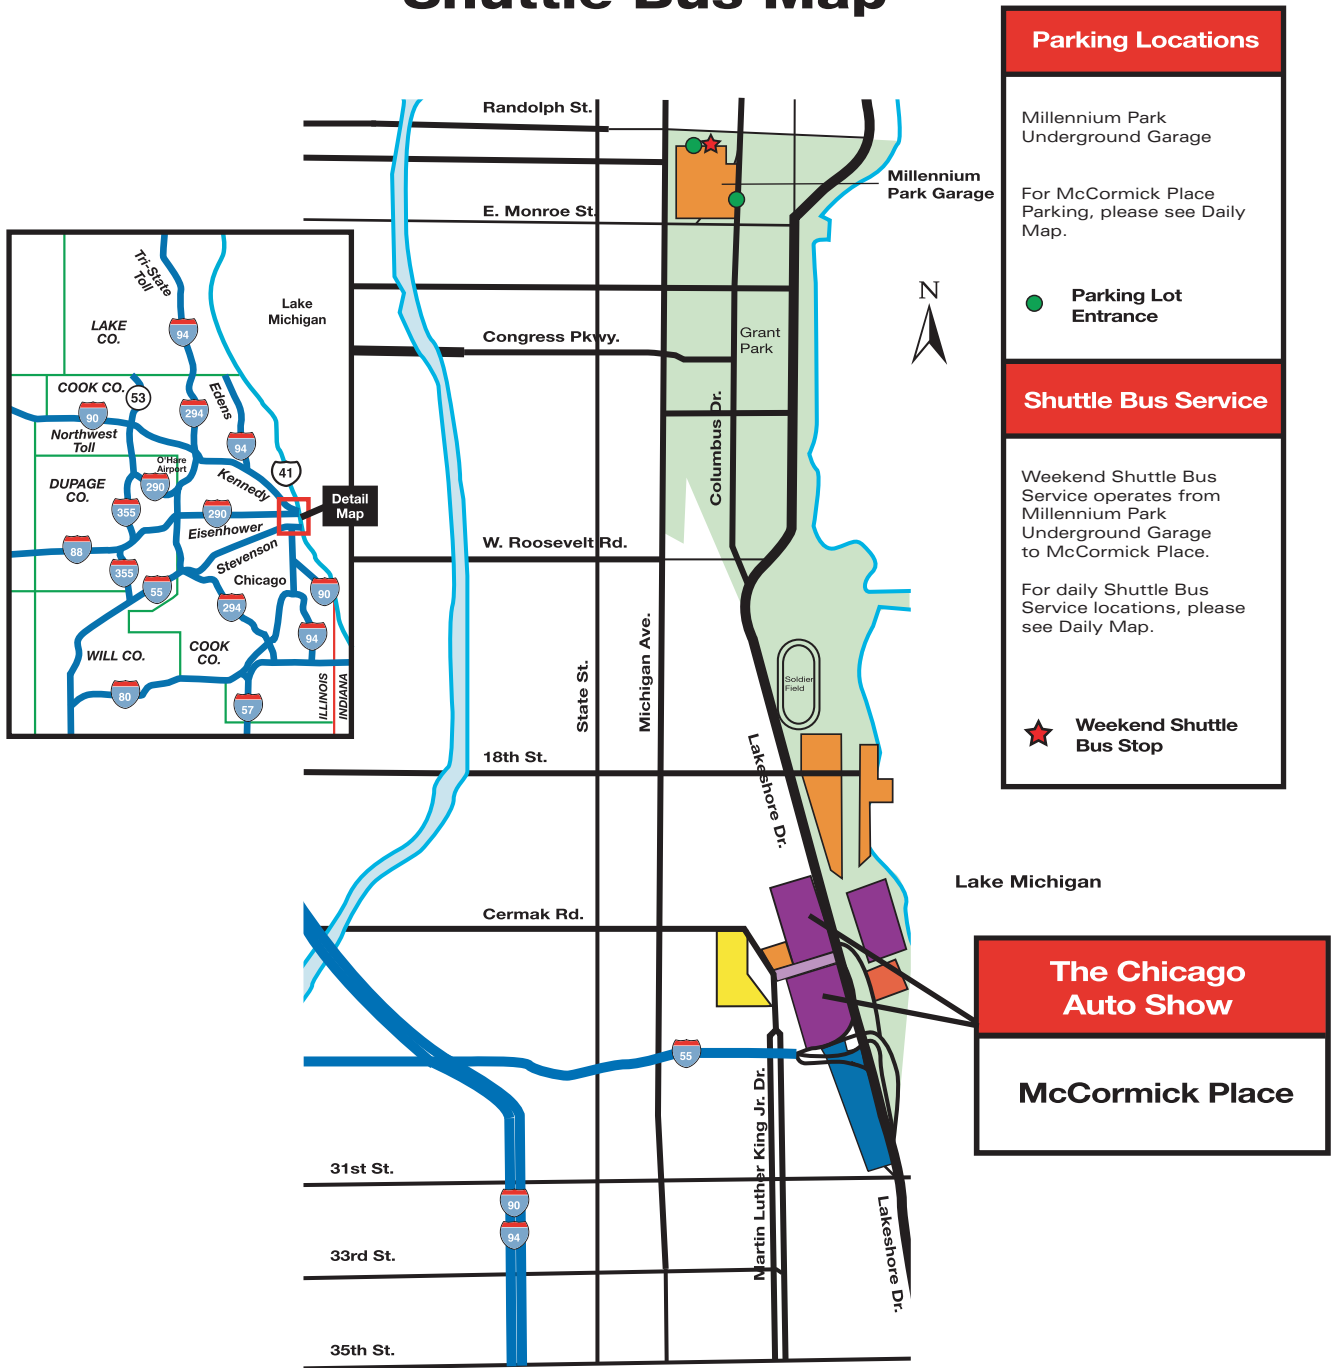 Shuttle Bus Map
Parking Locations
Millennium Park
Underground Garage
For McCormick Place
Parking, please see Daily
Map.
Parking Lot
Entrance
Shuttle Bus Service
Weekend Shuttle Bus
Service operates from
Millennium Park
Underground Garage
to McCormick Place.
For daily Shuttle Bus
Service locations, please
see Daily Map.
Weekend Shuttle
Bus Stop
Randolph St.
Millennium
Park Garage
E. Monroe St.
N
Congress Pkwy.
Grant
Park
Columbus Dr.
W. Roosevelt Rd.
State St.
Michigan Ave.
Soldier
Field
18th St.
Lakeshore Dr.
Lake Michigan
Cermak Rd.
The Chicago
Auto Show
McCormick Place
55
Martin Luther King Jr. Dr.
31st St.
90
94
Lakeshore Dr.
33rd St.
35th St.
Tri-State
Toll
Lake
Michigan
LAKE
CO.
94
COOK CO.
53
Edens
90
294
Northwest
Toll
94
O'Hare
Airport
41
Kennedy
DUPAGE
CO.
290
Detail
Map
355
290
Eisenhower
88
Stevenson
355
Chicago
55
90
294
94
WILL CO.
COOK
CO.
80
57
ILLINOIS
INDIANA